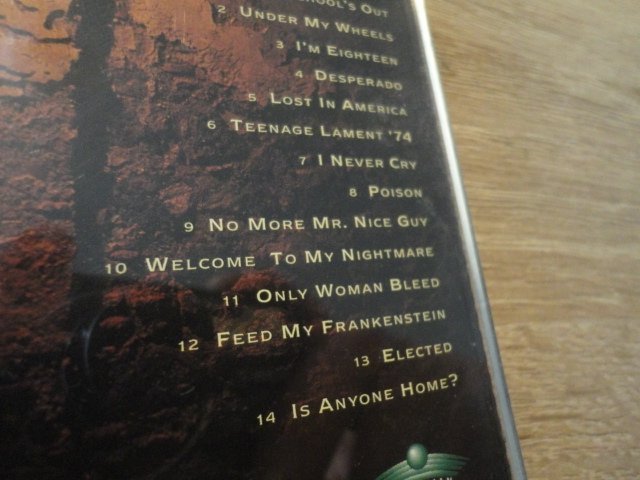 OOL'S OUT
2 UNDER MY WHEELS
3 I'M EIGHTEEN
4 DESPERADO
5 LOST IN AMERICA
6 TEENAGE LAMENT '74
7 I NEVER CRY
8 POISON
9 NO MORE MR. NICE GUY
10 WELCOME TO MY NIGHTMARE
11 ONLY WOMAN BLEED
12 FEED MY FRANKENSTEIN
13 ELECTED
14 IS ANYONE HOME?